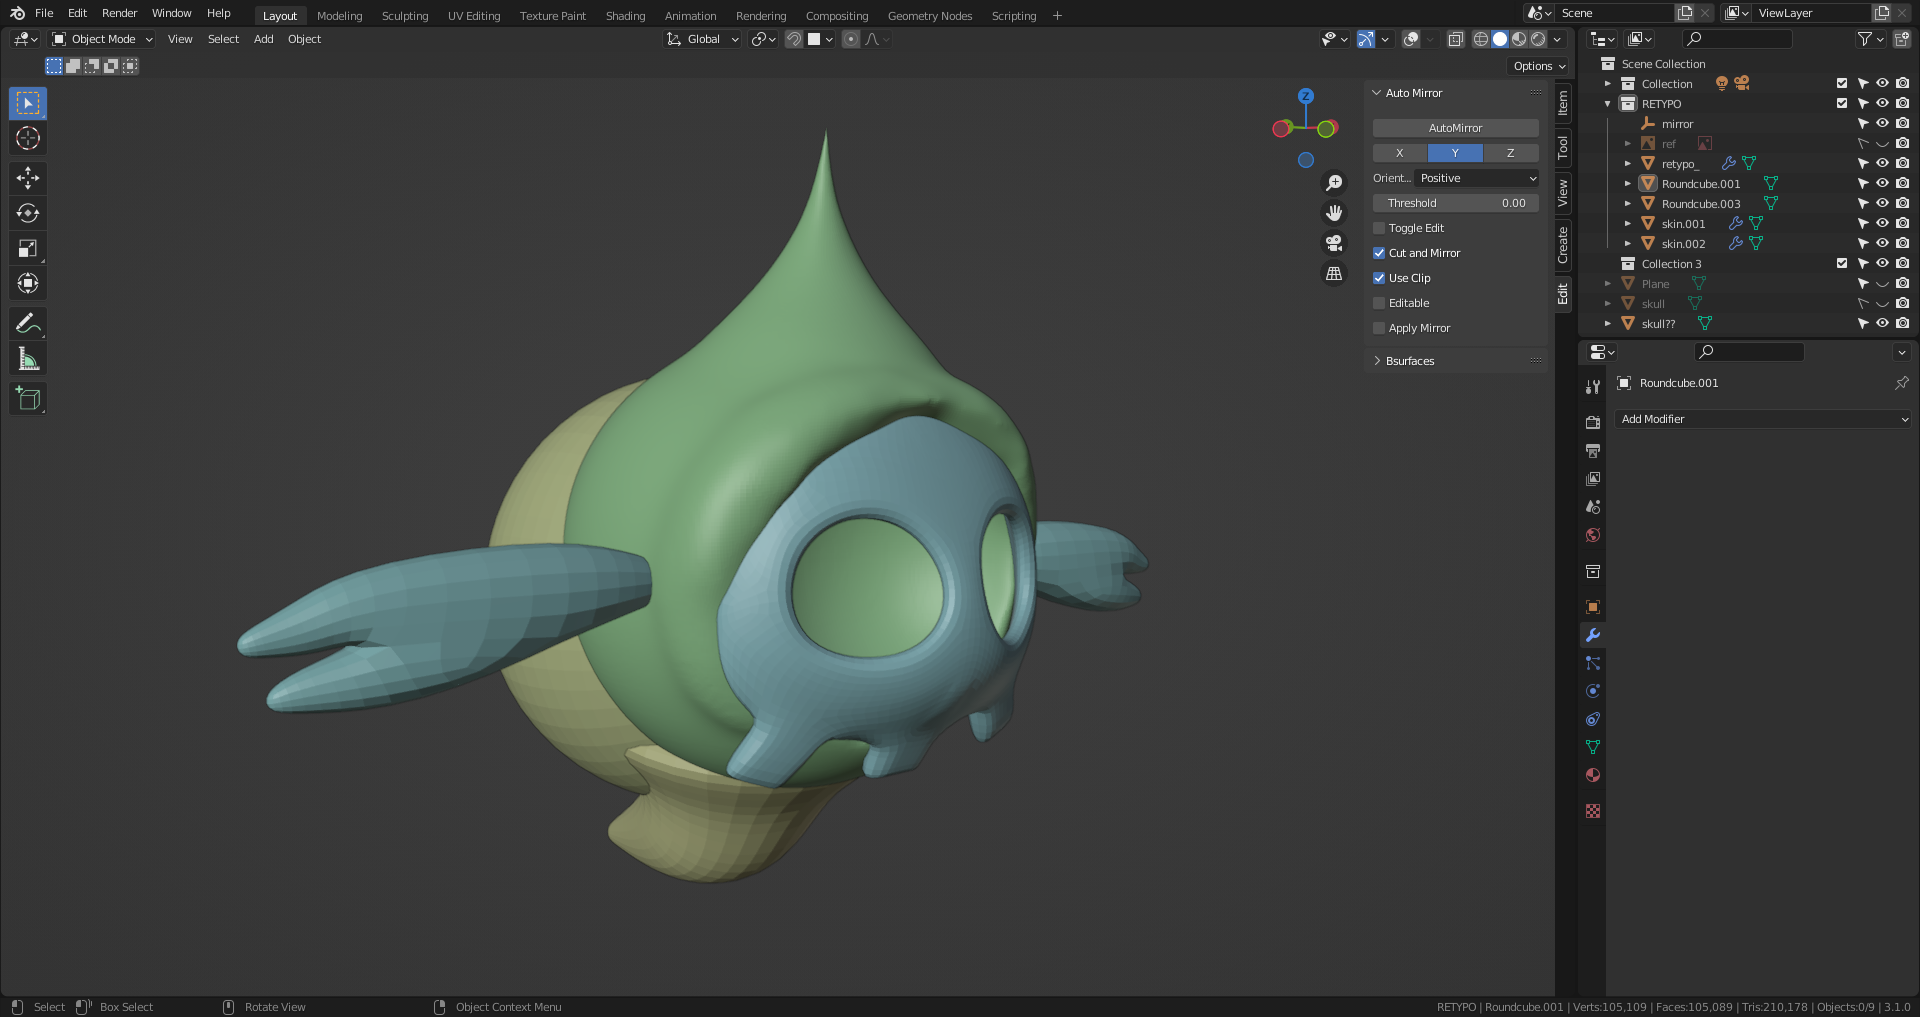 File Edit Render Window Help Layout Modeling Sculpting UV Editing Texture Paint Shading Animation Rendering Compositing Geometry Nodes Scripting + Scene ViewLayer
Object Mode View Select Add Object Global
Options
Auto Mirror
AutoMirror
X Y Z
Orient... Positive
Threshold 0.00
Toggle Edit
Cut and Mirror
Use Clip
Editable
Apply Mirror
Bsurfaces
Z
Item
Tool
View
Create
Edit
Scene Collection
Collection
RETYPO
mirror
ref
retypo_
Roundcube.001
Roundcube.003
skin.001
skin.002
Collection 3
Plane
skull
skull??
Roundcube.001
Add Modifier
Select Box Select Rotate View Object Context Menu RETYPO | Roundcube.001 | Verts:105,109 | Faces:105,089 | Tris:210,178 | Objects:0/9 | 3.1.0